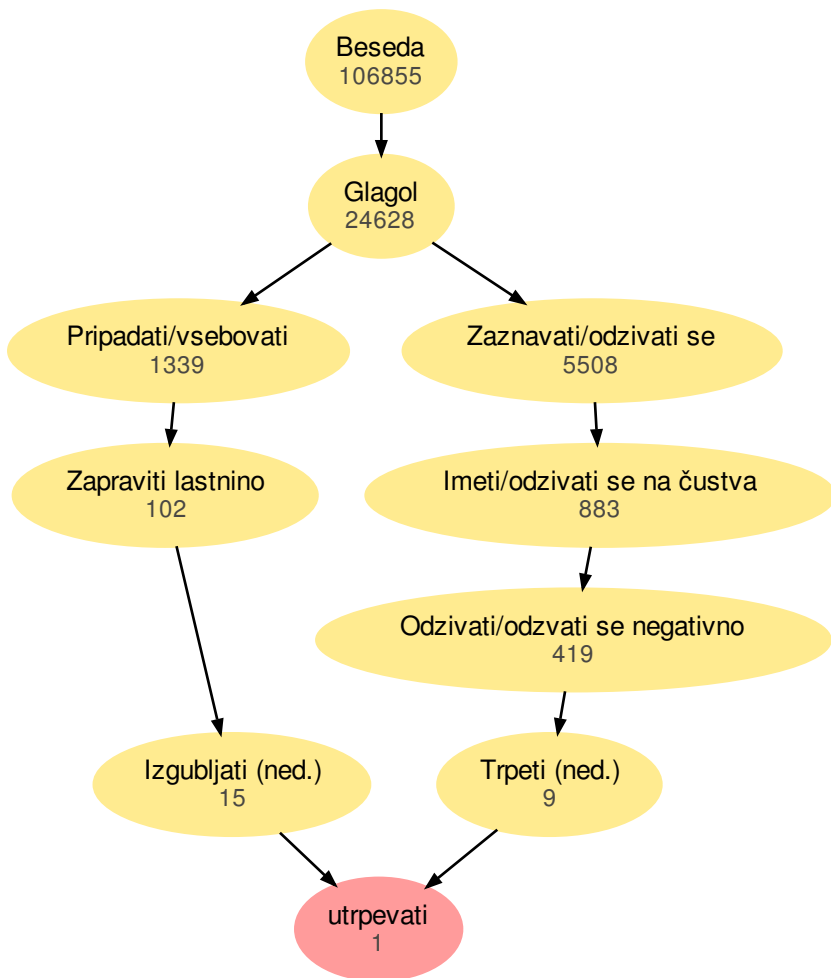 Beseda
106855
Glagol
24628
Pripadati/vsebovati
1339
Zaznavati/odzivati se
5508
Zapraviti lastnino
102
Imeti/odzivati se na čustva
883
Odzivati/odzvati se negativno
419
Izgubljati (ned.)
15
Trpeti (ned.)
9
utrpevati
1